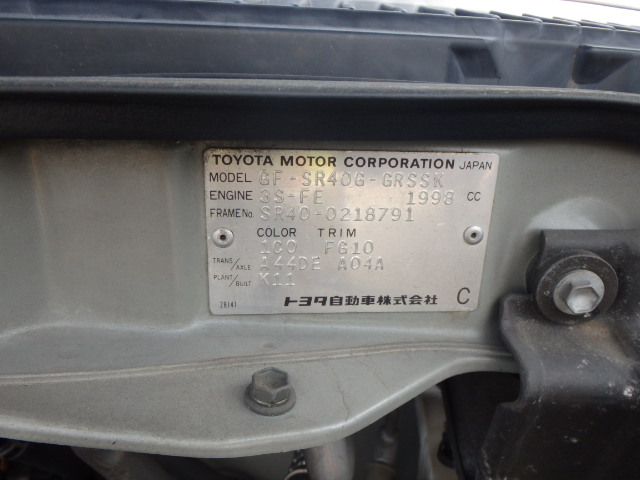 TOYOTA MOTOR CORPORATION JAPAN
MODEL GF-SR40G-GRSSK
ENGINE 3S-FE 1998 CC
FRAME No. SR40-0218791
COLOR TRIM
1C0 FG10
TRANS/AXLE A44DE A04A
PLANT/BUILT K11
トヨタ自動車株式会社 C